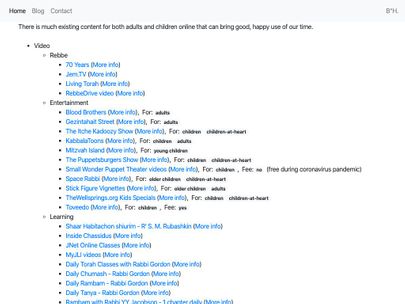 Home Blog Contact B"H.
There is much existing content for both adults and children online that can bring good, happy use of our time.
Video
Rebbe
70 Years (More info)
Jem.TV (More info)
Living Torah (More info)
RebbeDrive video (More info)
Entertainment
Blood Brothers (More info), For: adults
Gezintahait Street (More info), For: adults
The Itche Kadoozy Show (More info), For: children children-at-heart
KabbalaToons (More info), For: children adults
Mitzvah Island (More info), For: young children
The Puppetsburgers Show (More info), For: children children-at-heart
Small Wonder Puppet Theater videos (More info), For: children , Fee: no (free during coronavirus pandemic)
Space Rabbi (More info), For: older children children-at-heart
Stick Figure Vignettes (More info), For: older children adults
TheWellsprings.org Kids Specials (More info), For: children children-at-heart
Toveedo (More info), For: children , Fee: yes
Learning
Shaar Habitachon shiurim - R' S. M. Rubashkin (More info)
Inside Chassidus (More info)
JNet Online Classes (More info)
MyJLI videos (More info)
Daily Torah Classes with Rabbi Gordon (More info)
Daily Chumash - Rabbi Gordon (More info)
Daily Rambam - Rabbi Gordon (More info)
Daily Tanya - Rabbi Gordon (More info)
Rambam with Rabbi YY Jacobson - 1 chapter daily (More info)